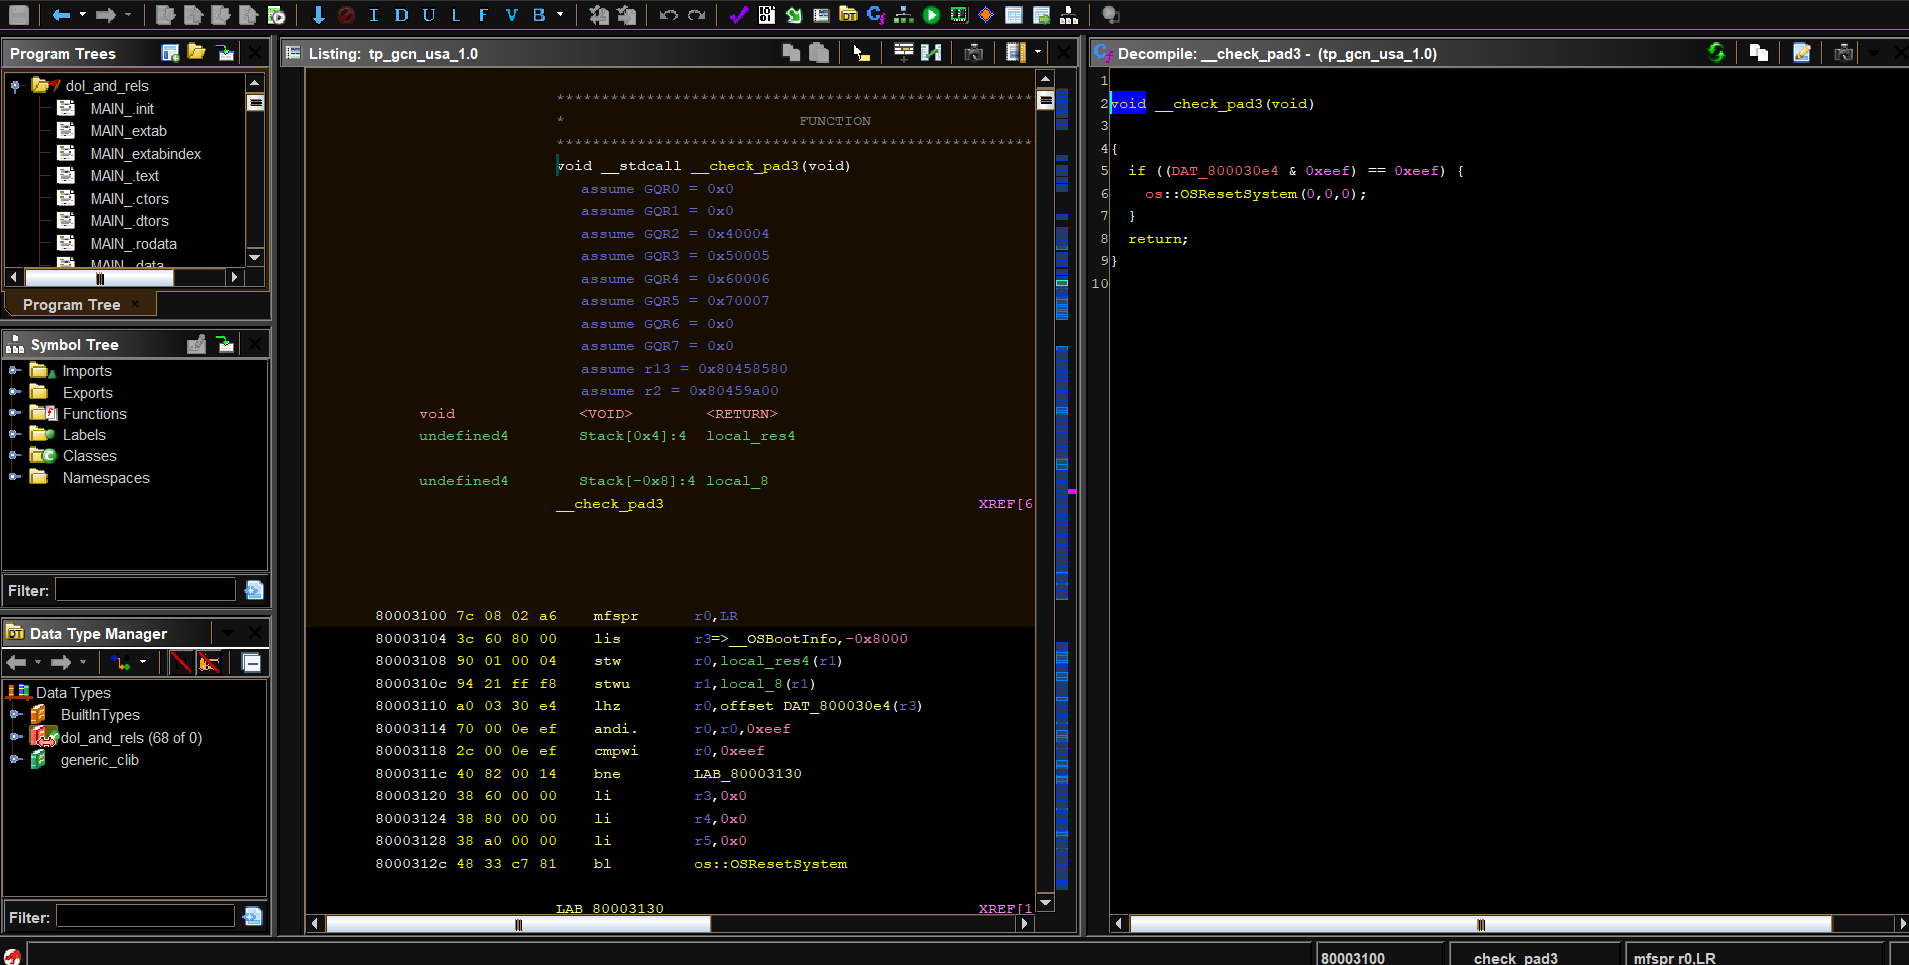 I D U L F V B
Program Trees
dol_and_rels
MAIN_.init
MAIN_extab
MAIN_extabindex
MAIN_.text
MAIN_.ctors
MAIN_.dtors
MAIN_.rodata
MAIN_.data
Program Tree
Symbol Tree
Imports
Exports
Functions
Labels
Classes
Namespaces
Filter:
Data Type Manager
Data Types
BuiltInTypes
dol_and_rels (68 of 0)
generic_clib
Filter:
Listing: tp_gcn_usa_1.0
*****************************************************
* FUNCTION
*****************************************************
void __stdcall __check_pad3(void)
assume GQR0 = 0x0
assume GQR1 = 0x0
assume GQR2 = 0x40004
assume GQR3 = 0x50005
assume GQR4 = 0x60006
assume GQR5 = 0x70007
assume GQR6 = 0x0
assume GQR7 = 0x0
assume r13 = 0x80458580
assume r2 = 0x80459a00
void <VOID> <RETURN>
undefined4 Stack[0x4]:4 local_res4
undefined4 Stack[-0x8]:4 local_8
__check_pad3 XREF[6
80003100 7c 08 02 a6 mfspr r0,LR
80003104 3c 60 80 00 lis r3=>__OSBootInfo,-0x8000
80003108 90 01 00 04 stw r0,local_res4(r1)
8000310c 94 21 ff f8 stwu r1,local_8(r1)
80003110 a0 03 30 e4 lhz r0,offset DAT_800030e4(r3)
80003114 70 00 0e ef andi. r0,r0,0xeef
80003118 2c 00 0e ef cmpwi r0,0xeef
8000311c 40 82 00 14 bne LAB_80003130
80003120 38 60 00 00 li r3,0x0
80003124 38 80 00 00 li r4,0x0
80003128 38 a0 00 00 li r5,0x0
8000312c 48 33 c7 81 bl os::OSResetSystem
LAB_80003130 XREF[1
Decompile: __check_pad3 - (tp_gcn_usa_1.0)
1
2 void __check_pad3(void)
3
4 {
5 if ((DAT_800030e4 & 0xeef) == 0xeef) {
6 os::OSResetSystem(0,0,0);
7 }
8 return;
9 }
10
80003100
__check_pad3
mfspr r0,LR